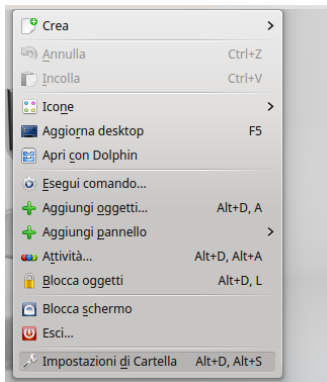 Crea
Annulla Ctrl+Z
Incolla Ctrl+V
Icone
Aggiorna desktop F5
Apri con Dolphin
Esegui comando...
Aggiungi oggetti... Alt+D, A
Aggiungi pannello
Attività... Alt+D, Alt+A
Blocca oggetti Alt+D, L
Blocca schermo
Esci...
Impostazioni di Cartella Alt+D, Alt+S